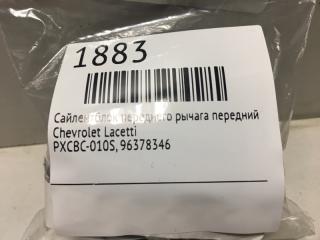 1883
Сайлентблок переднего рычага передний
Chevrolet Lacetti
PXCBC-010S, 96378346